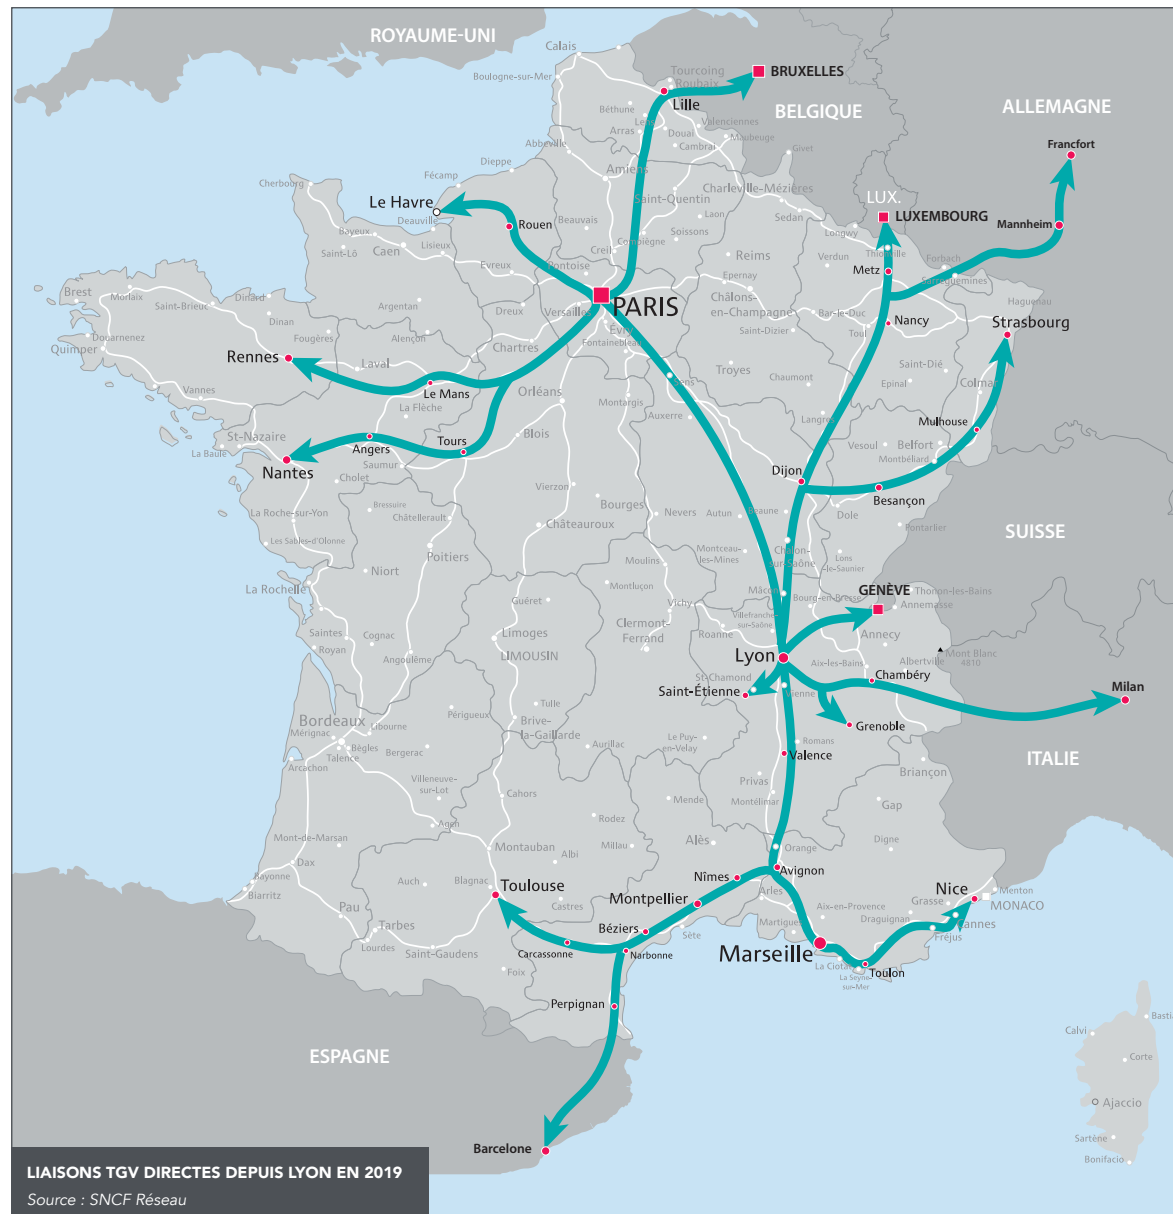 ROYAUME-UNI
Calais
Tourcoing
Roubaix
BRUXELLES
Boulogne-sur-Mer
Lille
BELGIQUE
ALLEMAGNE
Béthune
Lens
Valenciennes
Douai
Maubeuge
Arras
Cambrai
Abbeville
Givet
Francfort
Dieppe
Amiens
Fécamp
Cherbourg
Charleville-Mézières
Saint-Quentin
LUX.
Le Havre
Deauville
Rouen
Beauvais
Laon
Sedan
LUXEMBOURG
Mannheim
Bayeux
Soissons
Longwy
Saint-Lô
Caen
Lisieux
Creil
Compiègne
Reims
Verdun
Thionville
Forbach
Evreux
Pontoise
Epernay
Metz
Sarreguemines
Brest
Morlaix
Saint-Brieuc
Dinard
Argentan
Dreux
Versailles
PARIS
Châlons-
en-Champagne
Bar-le-Duc
Haguenau
Dinan
Évry
Saint-Dizier
Toul
Nancy
Strasbourg
Douarnenez
Quimper
Fougères
Alençon
Chartres
Fontainebleau
Rennes
Laval
Troyes
Saint-Dié
Chaumont
Epinal
Colmar
Vannes
Le Mans
Orléans
Sens
Montargis
La Flèche
Auxerre
Langres
Mulhouse
St-Nazaire
La Baule
Angers
Tours
Blois
Vesoul
Belfort
Montbéliard
Nantes
Saumur
Cholet
Dijon
Vierzon
Besançon
Bressuire
Bourges
Nevers
Autun
Beaune
Dole
La Roche-sur-Yon
Châtellerault
Châteauroux
Pontarlier
SUISSE
Les Sables-d'Olonne
Poitiers
Moulins
Montceau-
les-Mines
Chalon-
sur-Saône
Lons
-le-Saunier
Niort
Montluçon
Mâcon
Bourg-en-Bresse
GENÈVE
Thonon-les-Bains
Annemasse
La Rochelle
Guéret
Vichy
Villefranche-
sur-Saône
Clermont-
Ferrand
Roanne
Annecy
Saintes
Royan
Cognac
Limoges
LIMOUSIN
Lyon
Mont Blanc
4810
Angoulême
St-Chamond
Aix-les-Bains
Albertville
Saint-Étienne
Vienne
Chambéry
Milan
Tulle
Périgueux
Bordeaux
Mérignac
Libourne
Brive-
la-Gaillarde
Grenoble
Bègles
Talence
Bergerac
Aurillac
Le Puy-
en-Velay
Romans
Valence
ITALIE
Arcachon
Briançon
Villeneuve-
sur-Lot
Privas
Cahors
Mende
Montélimar
Gap
Agen
Rodez
Mont-de-Marsan
Montauban
Millau
Alès
Orange
Digne
Dax
Albi
Bayonne
Biarritz
Auch
Blagnac
Toulouse
Nîmes
Avignon
Nice
Menton
Castres
Montpellier
Arles
Grasse
MONACO
Pau
Aix-en-Provence
Draguignan
Cannes
Tarbes
Béziers
Sète
Martigues
Fréjus
Lourdes
Saint-Gaudens
Carcassonne
Narbonne
Marseille
La Ciotat
Toulon
La Seyne-
sur-Mer
Foix
Perpignan
ESPAGNE
Bastia
Calvi
Corte
Ajaccio
Barcelone
Sartène
Bonifacio
LIAISONS TGV DIRECTES DEPUIS LYON EN 2019
Source : SNCF Réseau